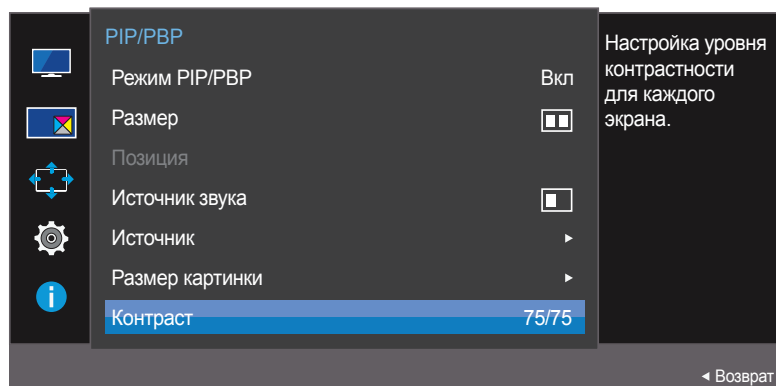 PIP/PBP
Режим PIP/PBP Вкл
Размер
Позиция
Источник звука
Источник ▸
Размер картинки ▸
Контраст 75/75
Настройка уровня
контрастности
для каждого
экрана.
◂ Возврат